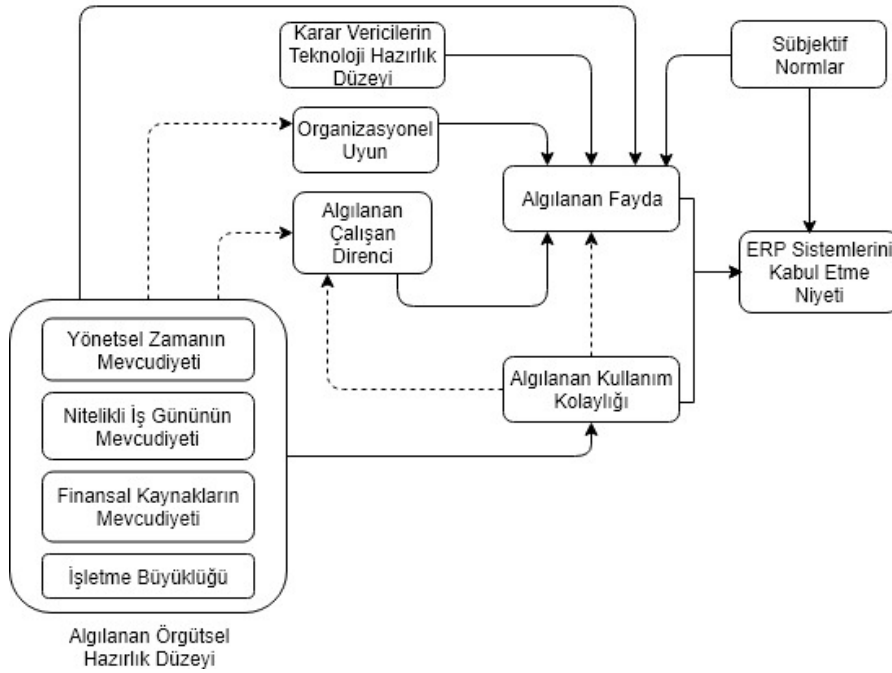 Karar Vericilerin
Teknoloji Hazırlık
Düzeyi
Sübjektif
Normlar
Organizasyonel
Uyun
Algılanan Fayda
Algılanan
Çalışan
Direnci
ERP Sistemlerini
Kabul Etme
Niyeti
Yönetsel Zamanın
Mevcudiyeti
Algılanan Kullanım
Kolaylığı
Nitelikli İş Gününün
Mevcudiyeti
Finansal Kaynakların
Mevcudiyeti
İşletme Büyüklüğü
Algılanan Örgütsel
Hazırlık Düzeyi